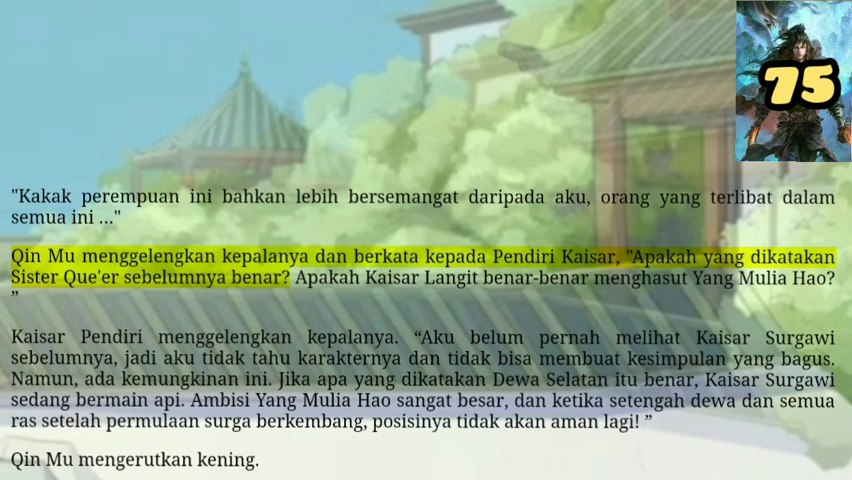 75
"Kakak perempuan ini bahkan lebih bersemangat daripada aku, orang yang terlibat dalam
semua ini ..."
Qin Mu menggelengkan kepalanya dan berkata kepada Pendiri Kaisar, "Apakah yang dikatakan
Sister Que'er sebelumnya benar? Apakah Kaisar Langit benar-benar menghasut Yang Mulia Hao?
”
Kaisar Pendiri menggelengkan kepalanya. “Aku belum pernah melihat Kaisar Surgawi
sebelumnya, jadi aku tidak tahu karakternya dan tidak bisa membuat kesimpulan yang bagus.
Namun, ada kemungkinan ini. Jika apa yang dikatakan Dewa Selatan itu benar, Kaisar Surgawi
sedang bermain api. Ambisi Yang Mulia Hao sangat besar, dan ketika setengah dewa dan semua
ras setelah permulaan surga berkembang, posisinya tidak akan aman lagi! ”
Qin Mu mengerutkan kening.